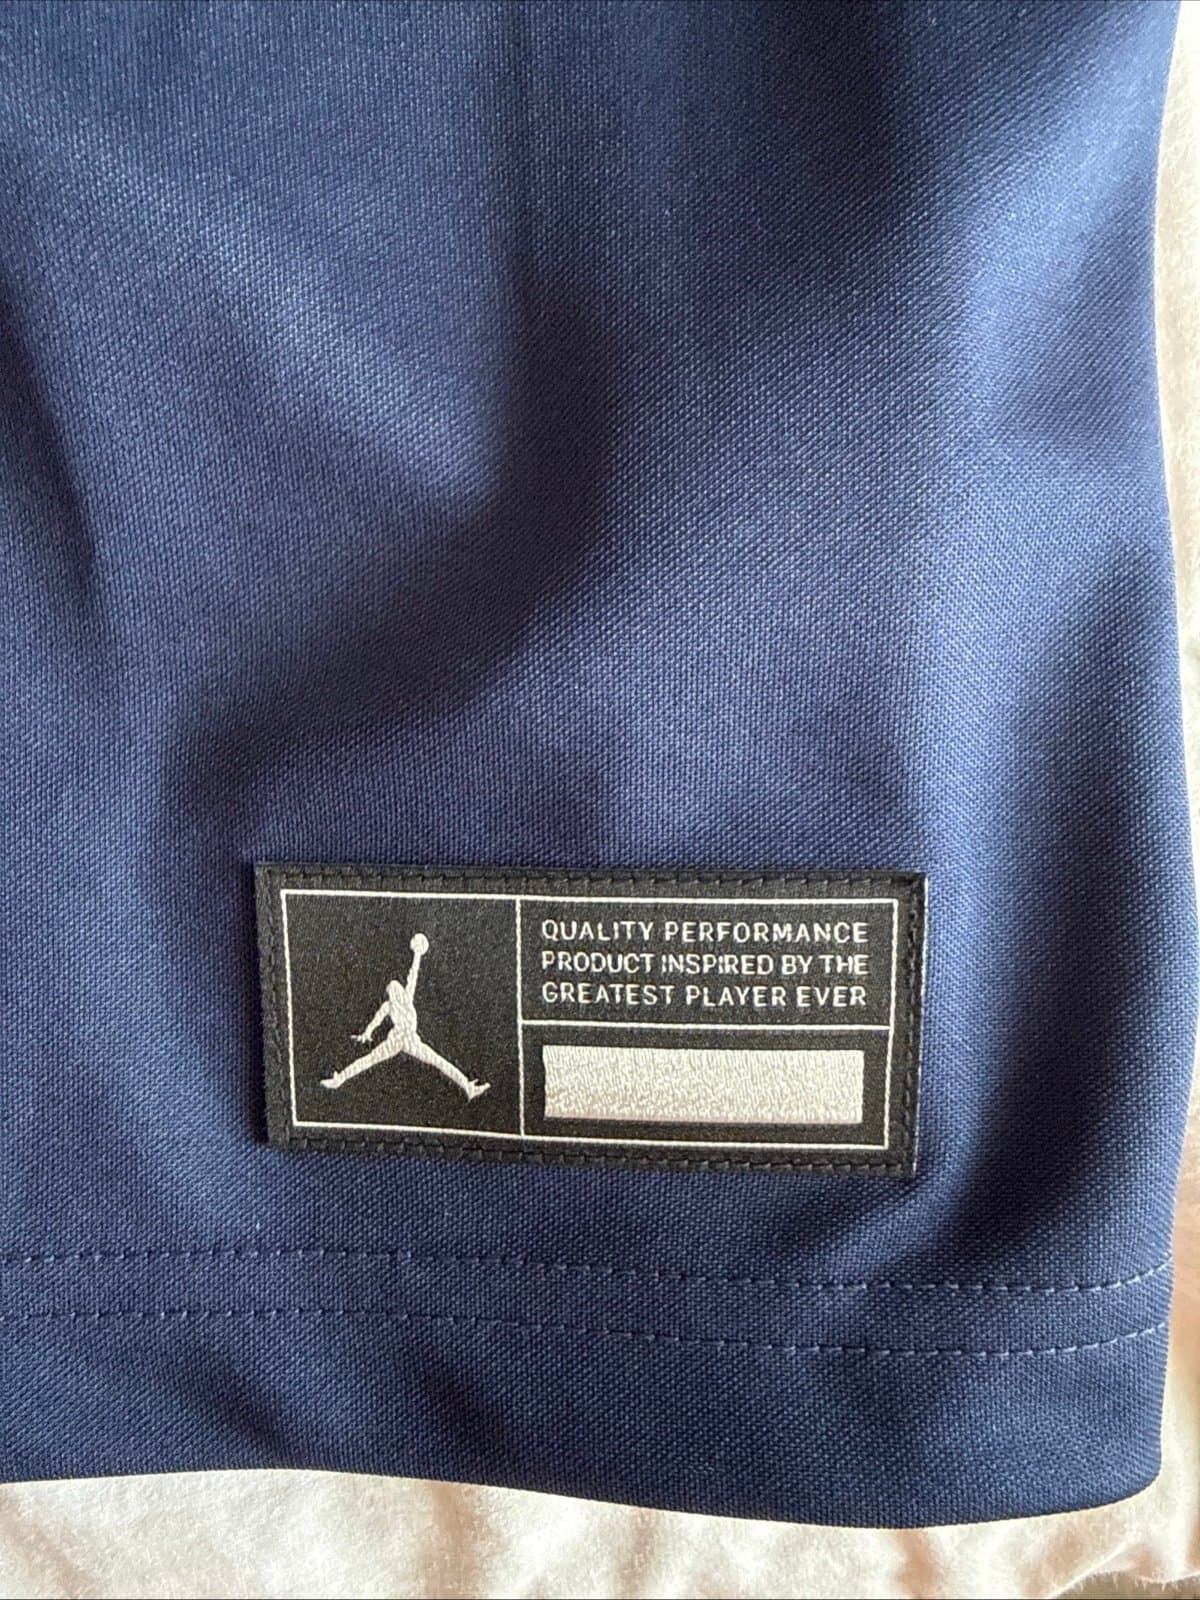 QUALITY PERFORMANCE
PRODUCT INSPIRED BY THE
GREATEST PLAYER EVER